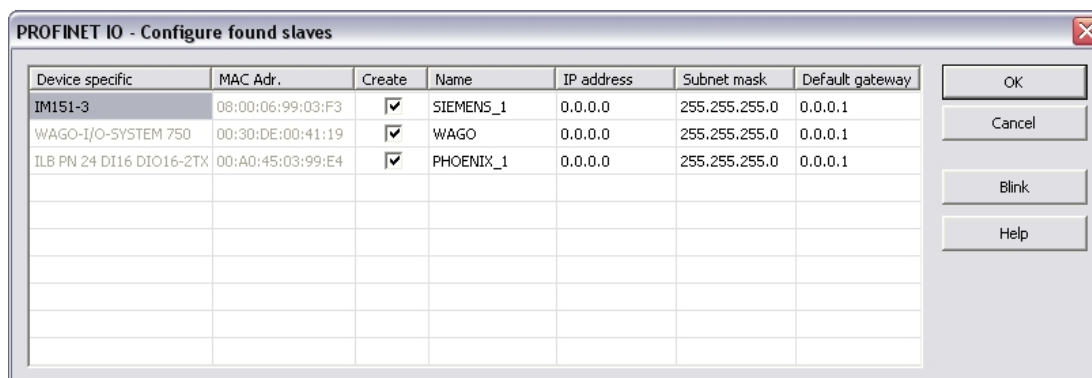 PROFINET IO - Configure found slaves
Device specific MAC Adr. Create Name IP address Subnet mask Default gateway
IM151-3 08:00:06:99:03:F3 SIEMENS_1 0.0.0.0 255.255.255.0 0.0.0.1
WAGO-I/O-SYSTEM 750 00:30:DE:00:41:19 WAGO 0.0.0.0 255.255.255.0 0.0.0.1
ILB PN 24 DI16 DIO16-2TX 00:A0:45:03:99:E4 PHOENIX_1 0.0.0.0 255.255.255.0 0.0.0.1
OK
Cancel
Blink
Help